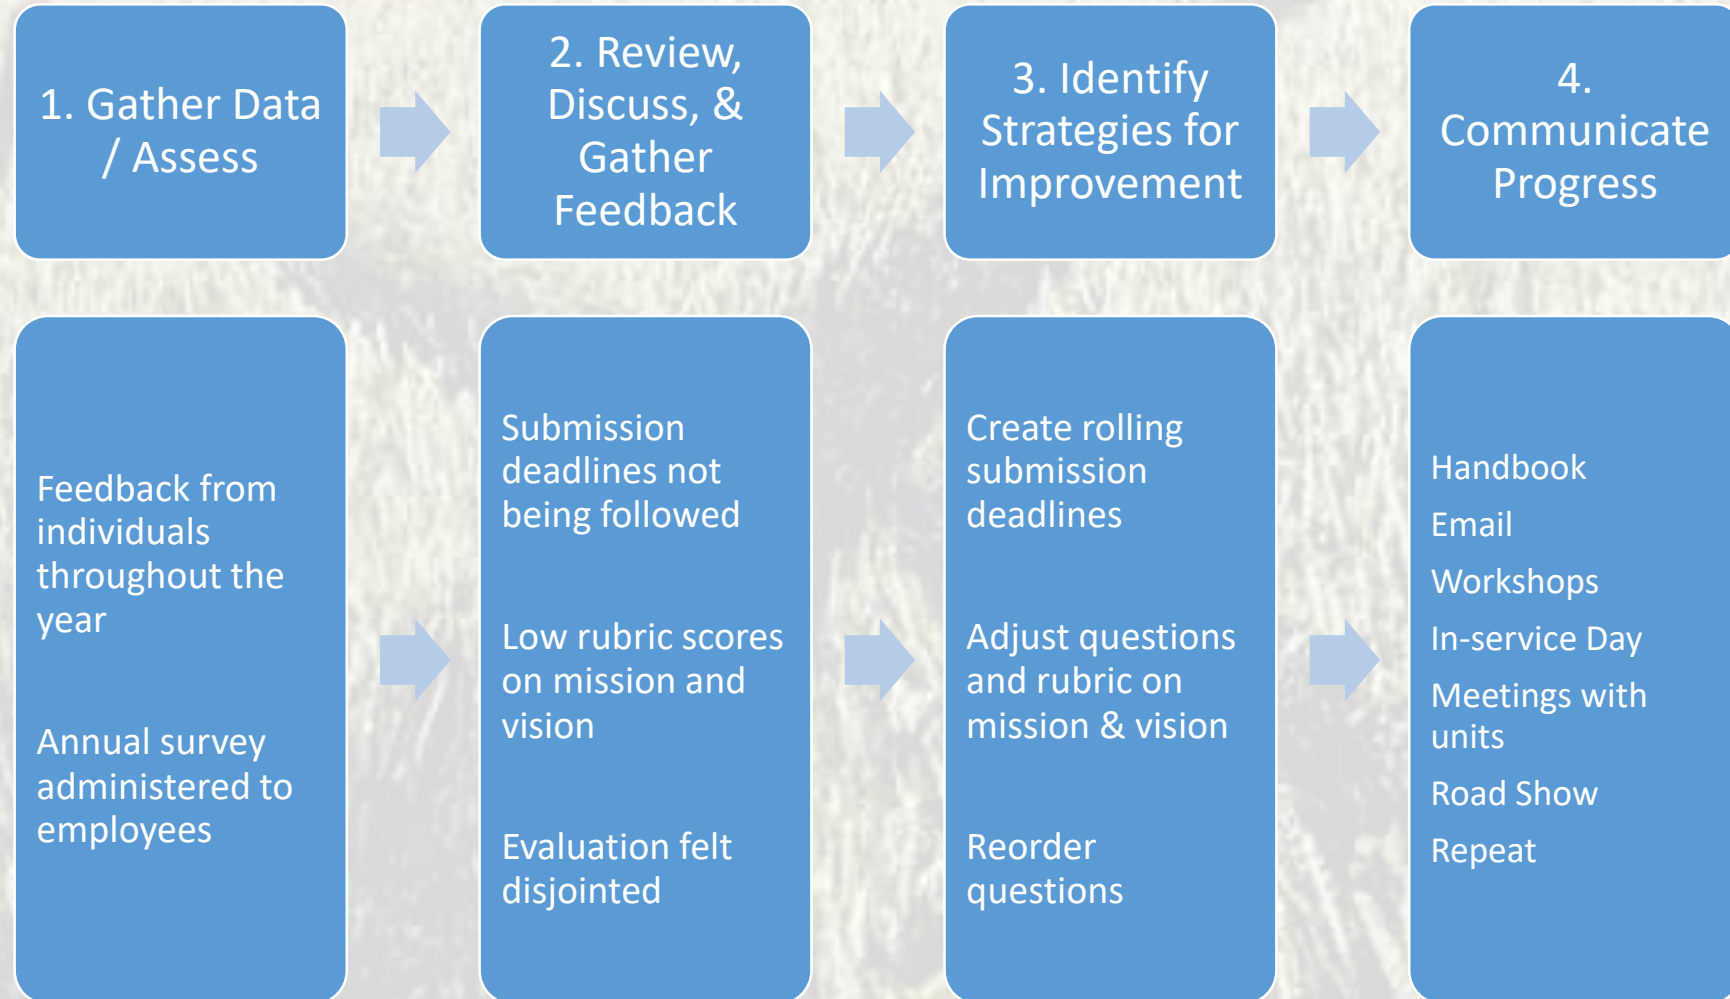 1. Gather Data
/ Assess
2. Review,
Discuss, &
Gather
Feedback
3. Identify
Strategies for
Improvement
4.
Communicate
Progress
Feedback from
individuals
throughout the
year
Annual survey
administered to
employees
Submission
deadlines not
being followed
Low rubric scores
on mission and
vision
Evaluation felt
disjointed
Create rolling
submission
deadlines
Adjust questions
and rubric on
mission & vision
Reorder
questions
Handbook
Email
Workshops
In-service Day
Meetings with
units
Road Show
Repeat